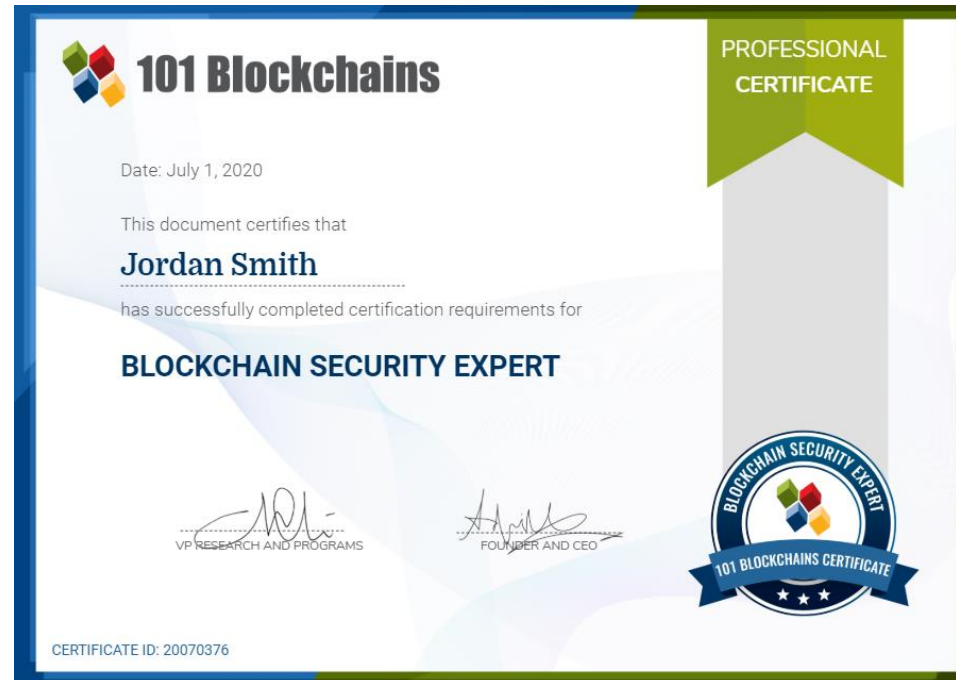 101 Blockchains
PROFESSIONAL
CERTIFICATE
Date: July 1, 2020
This document certifies that
Jordan Smith
has successfully completed certification requirements for
BLOCKCHAIN SECURITY EXPERT
VP RESEARCH AND PROGRAMS
FOUNDER AND CEO
BLOCKCHAIN SECURITY EXPERT
101 BLOCKCHAINS CERTIFICATE
CERTIFICATE ID: 20070376